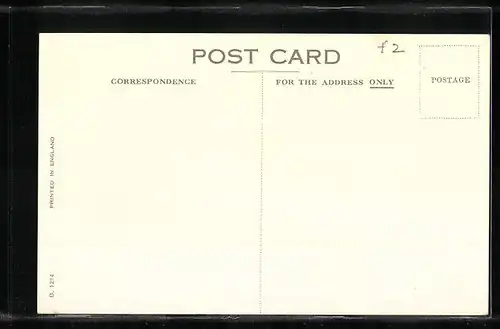 POST CARD
£2
CORRESPONDENCE
FOR THE ADDRESS ONLY
POSTAGE
PRINTED IN ENGLAND
D. 1214